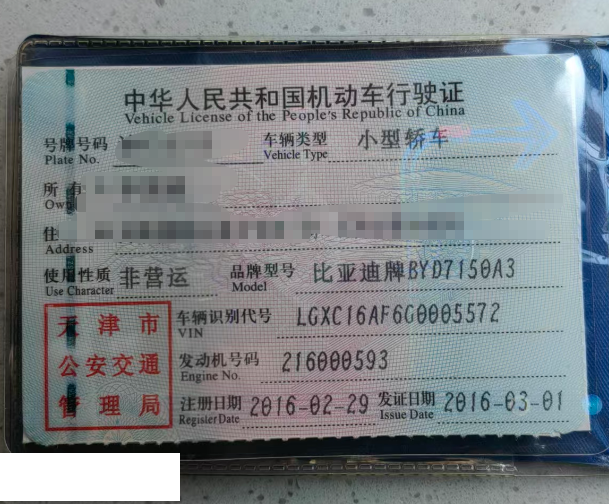 中华人民共和国机动车行驶证
Vehicle License of the People's Republic of China
号牌号码 车辆类型 小型轿车
Plate No. Vehicle Type
所有
Own
住
Address
使用性质 非营运 品牌型号 比亚迪牌BYD7150A3
Use Character Model
车辆识别代号 LGXC16AF6G0005572
VIN
发动机号码 216000593
Engine No.
注册日期 2016-02-29 发证日期 2016-03-01
Register Date Issue Date
天津市
公安交通
管理局